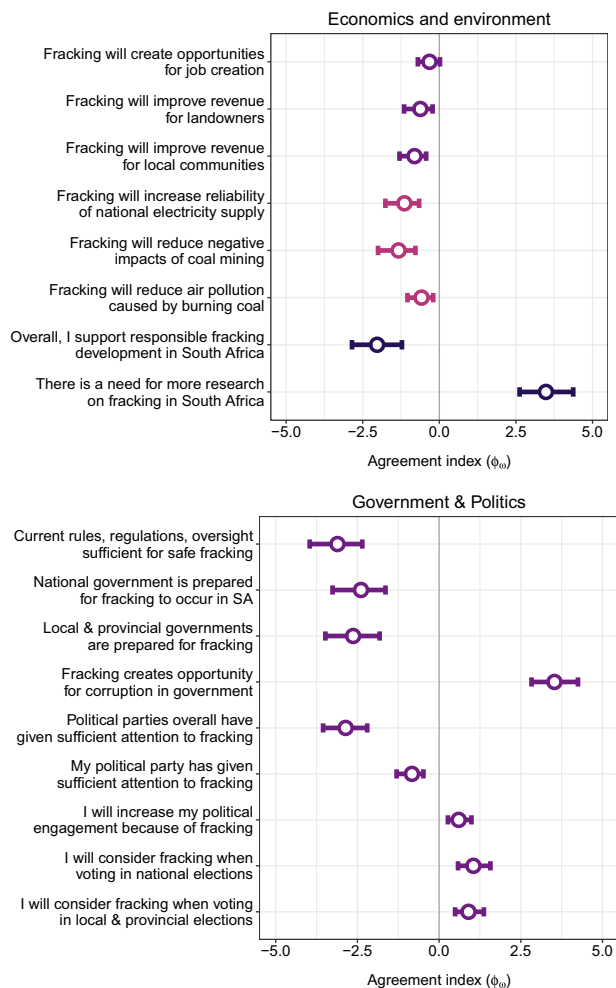 Economics and environment
Fracking will create opportunities
for job creation
Fracking will improve revenue
for landowners
Fracking will improve revenue
for local communities
Fracking will increase reliability
of national electricity supply
Fracking will reduce negative
impacts of coal mining
Fracking will reduce air pollution
caused by burning coal
Overall, I support responsible fracking
development in South Africa
There is a need for more research
on fracking in South Africa
−5.0 −2.5 0.0 2.5 5.0
Agreement index (ϕω)
Government & Politics
Current rules, regulations, oversight
sufficient for safe fracking
National government is prepared
for fracking to occur in SA
Local & provincial governments
are prepared for fracking
Fracking creates opportunity
for corruption in government
Political parties overall have
given sufficient attention to fracking
My political party has given
sufficient attention to fracking
I will increase my political
engagement because of fracking
I will consider fracking when
voting in national elections
I will consider fracking when voting
in local & provincial elections
−5.0 −2.5 0.0 2.5 5.0
Agreement index (ϕω)